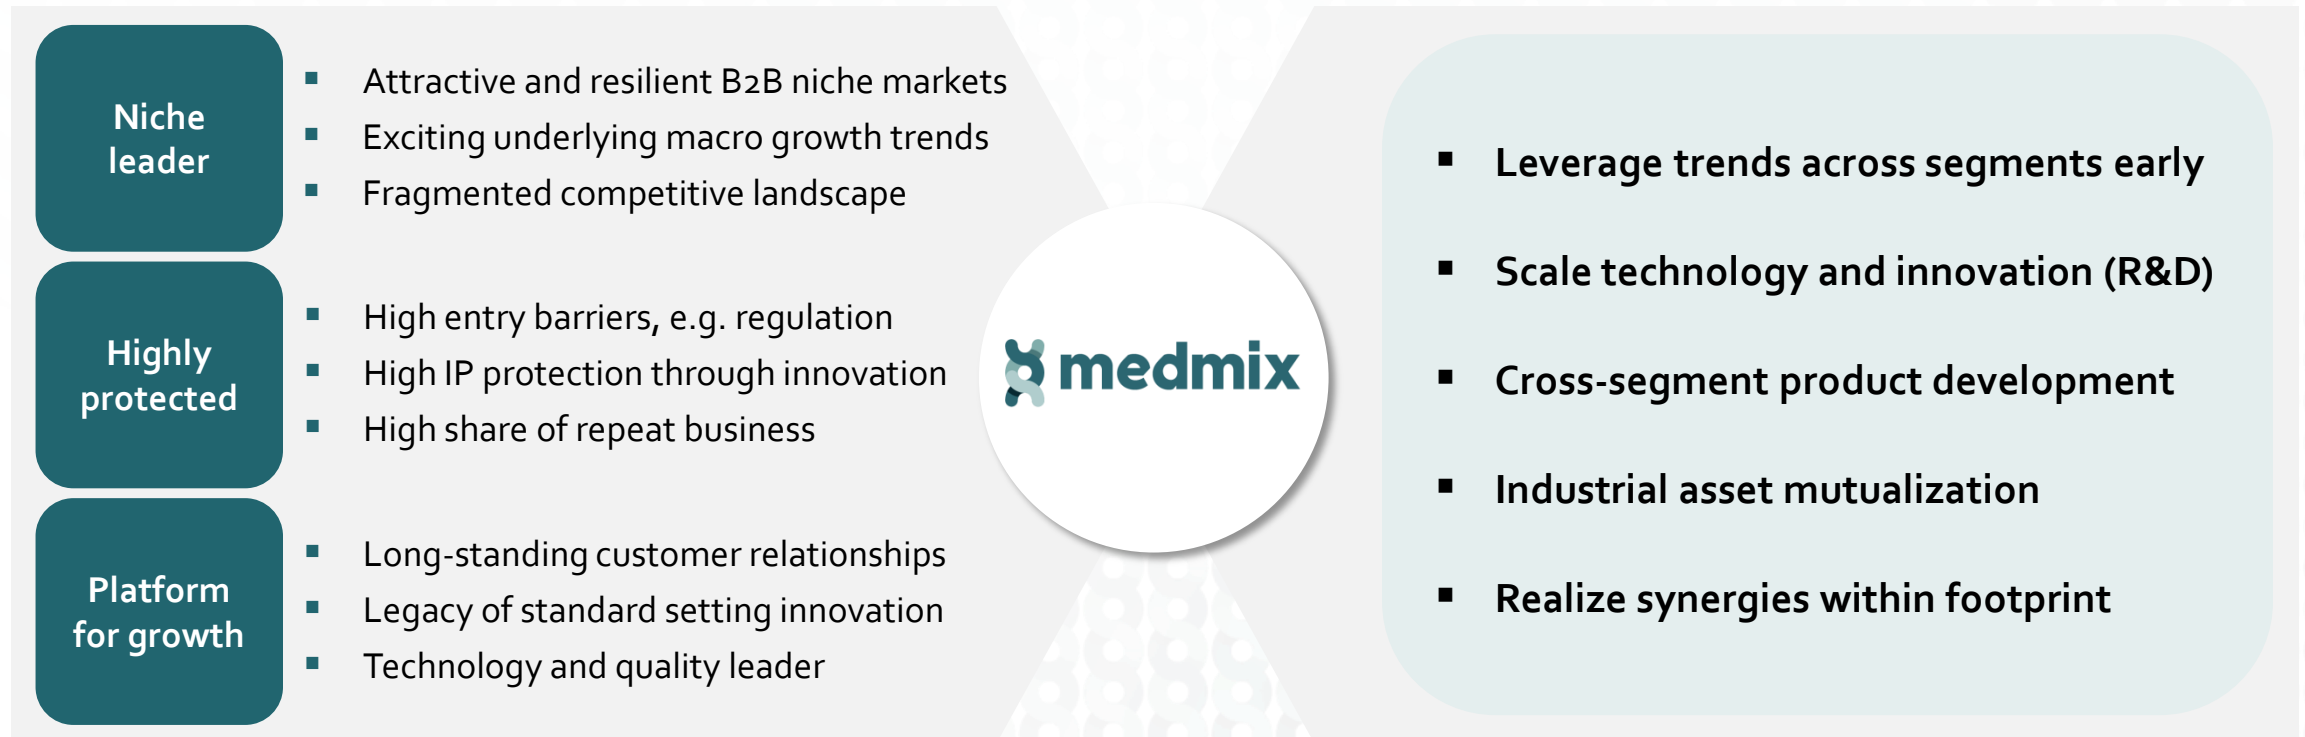 Niche
leader
Attractive and resilient B2B niche markets
Exciting underlying macro growth trends
Fragmented competitive landscape
Highly
protected
High entry barriers, e.g. regulation
High IP protection through innovation
High share of repeat business
Platform
for growth
Long-standing customer relationships
Legacy of standard setting innovation
Technology and quality leader
medmix
Leverage trends across segments early
Scale technology and innovation (R&D)
Cross-segment product development
Industrial asset mutualization
Realize synergies within footprint